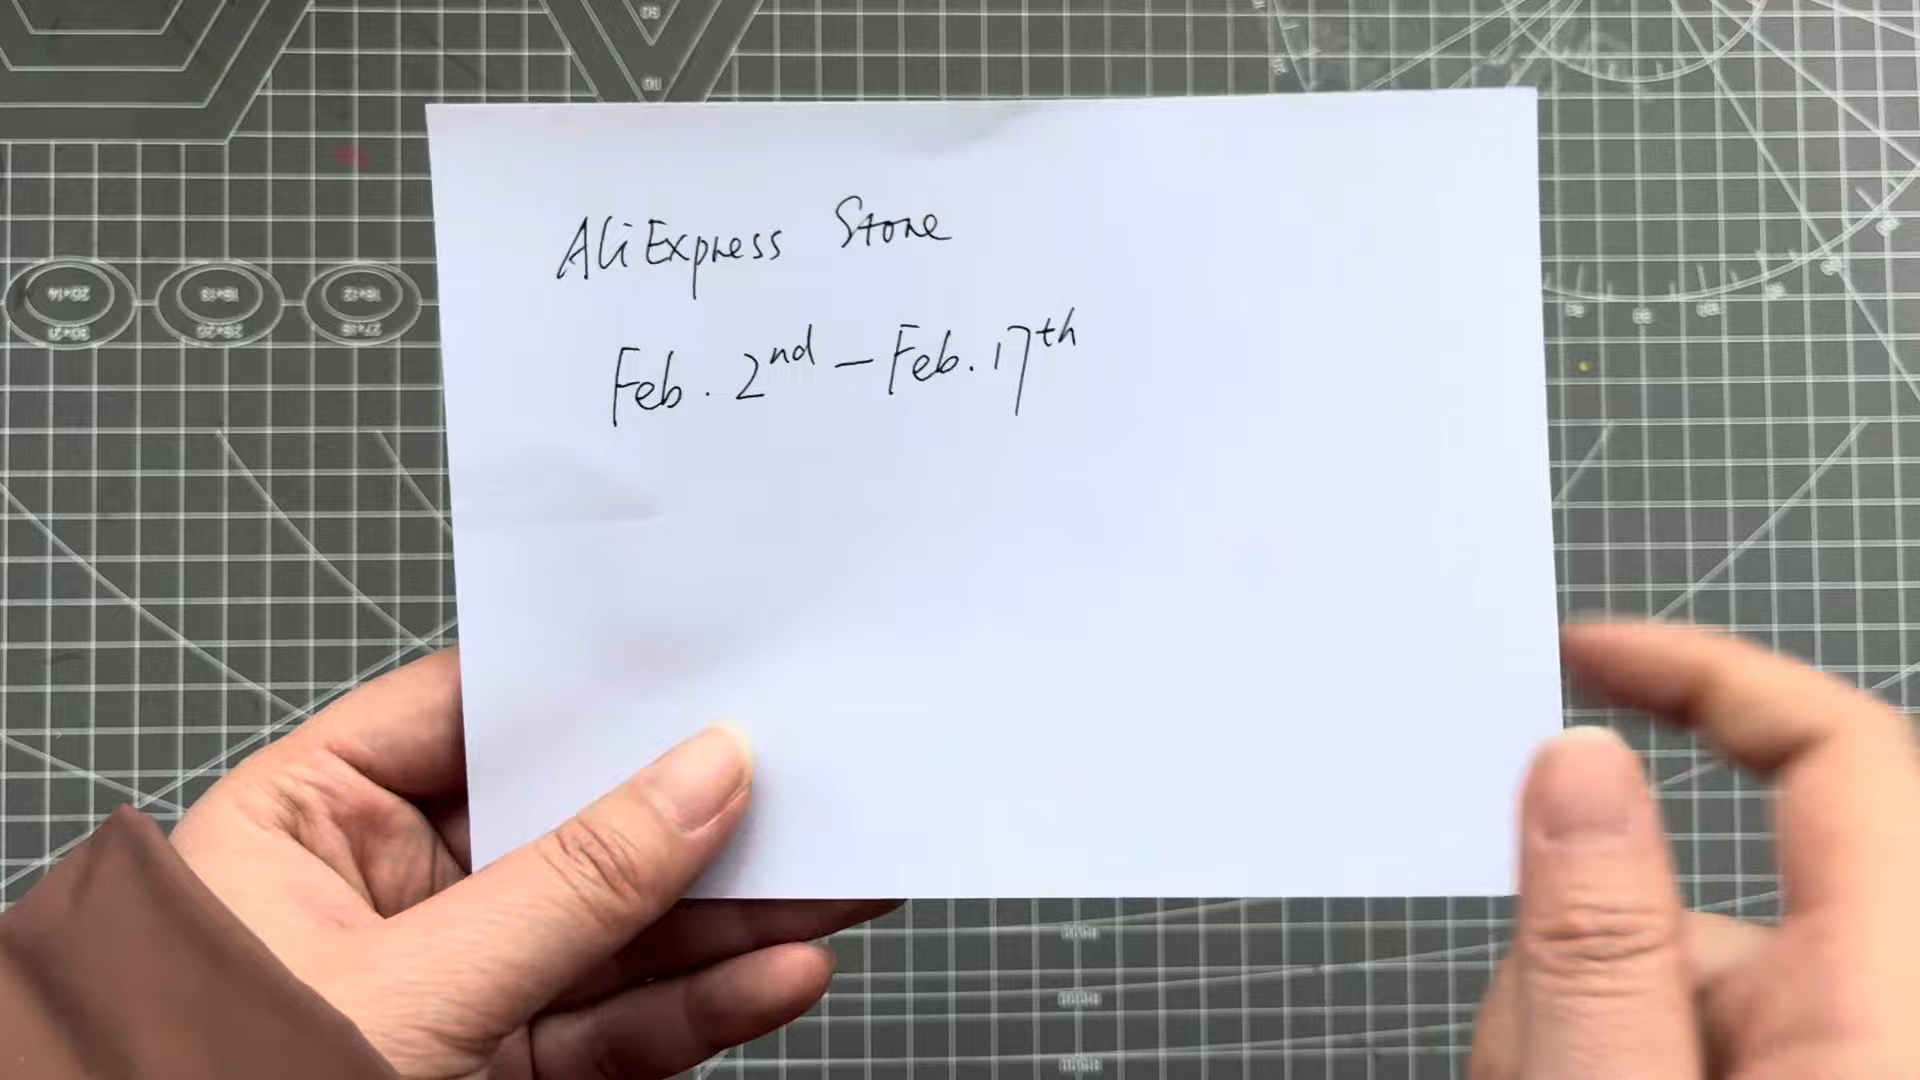 AliExpress Store
Feb. 2nd – Feb. 17th